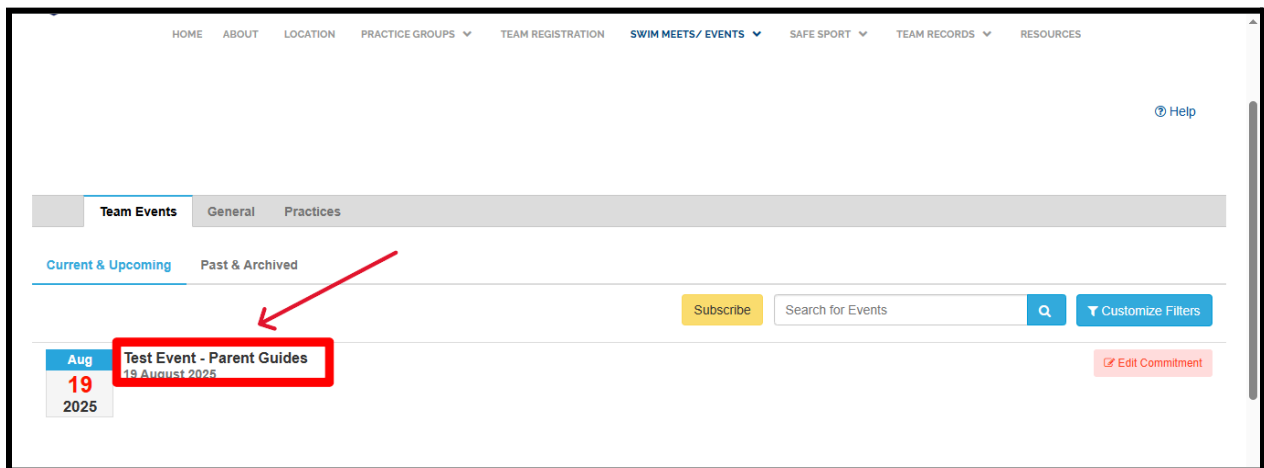 HOME ABOUT LOCATION PRACTICE GROUPS TEAM REGISTRATION SWIM MEETS/ EVENTS SAFE SPORT TEAM RECORDS RESOURCES
Help
Team Events General Practices
Current & Upcoming Past & Archived
Subscribe Search for Events Customize Filters
Aug
19
2025
Test Event - Parent Guides
19 August 2025
Edit Commitment